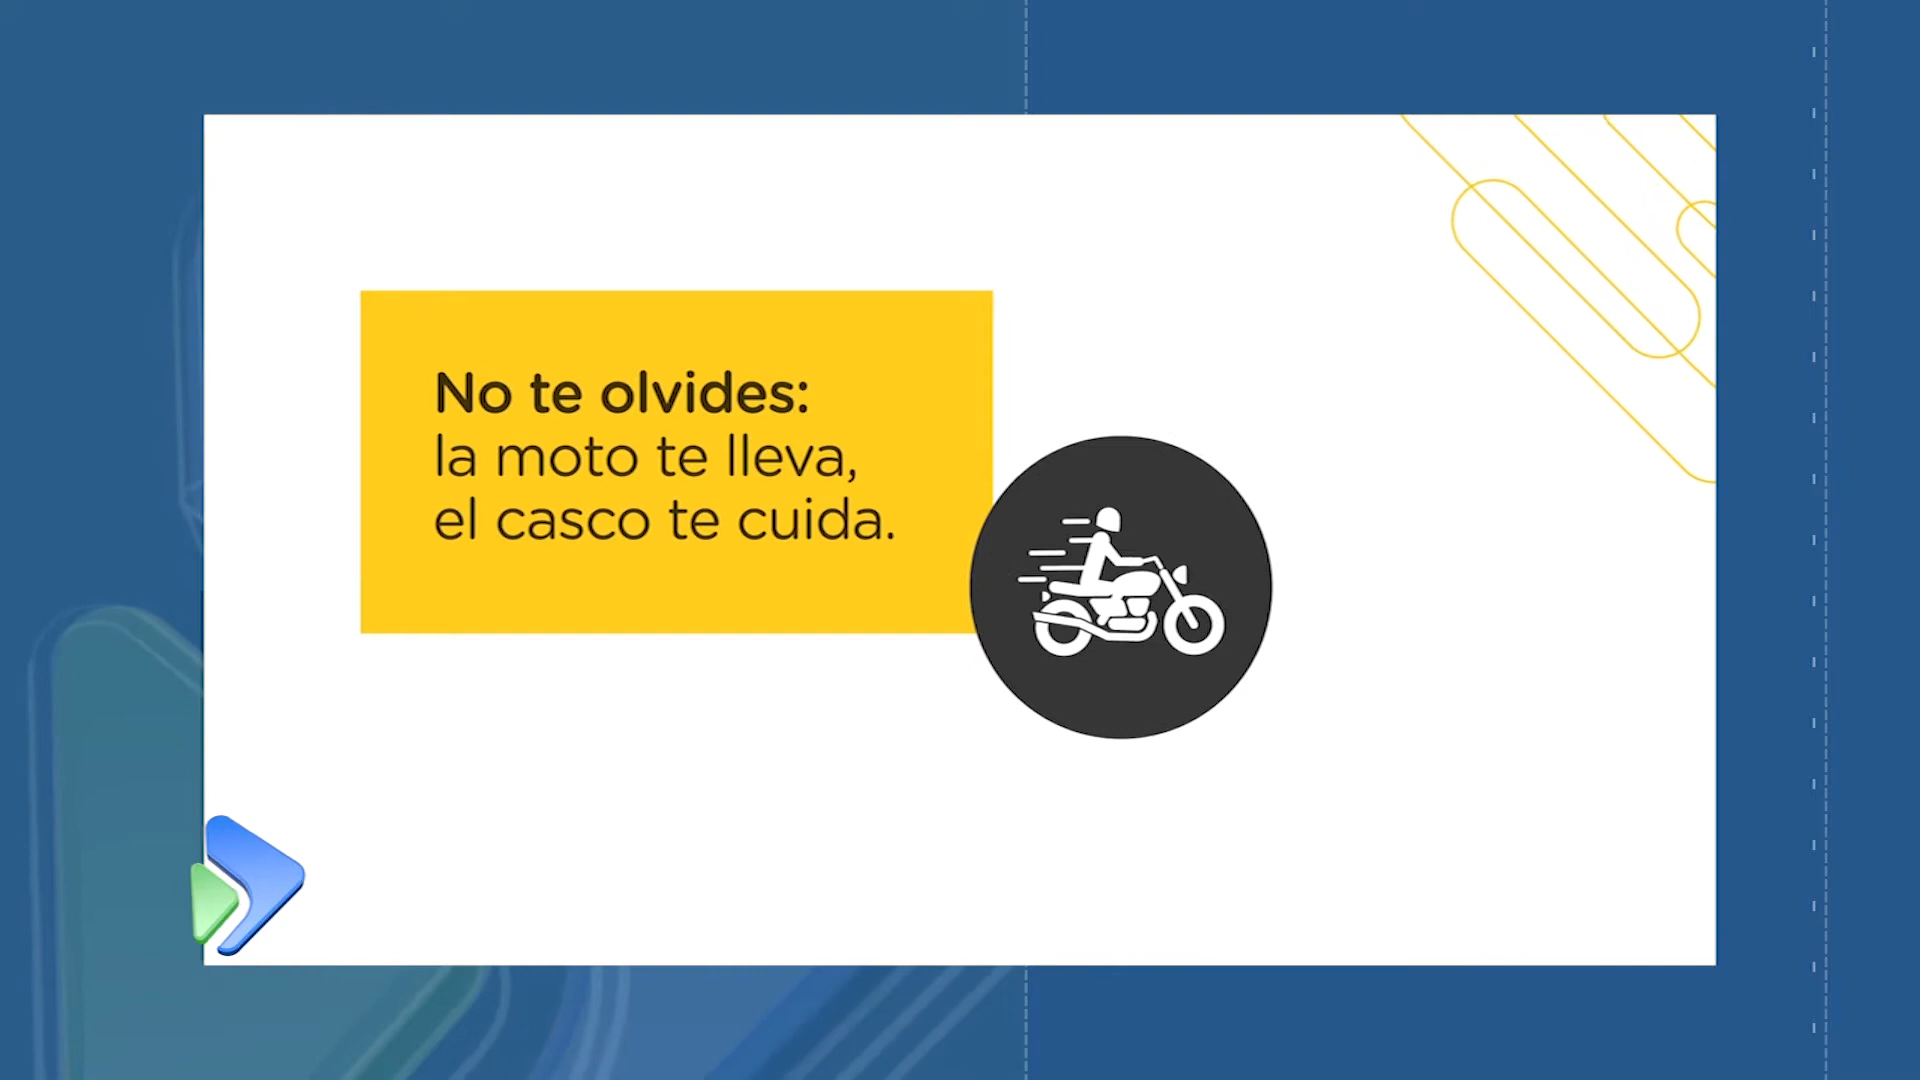 No te olvides:
la moto te lleva,
el casco te cuida.